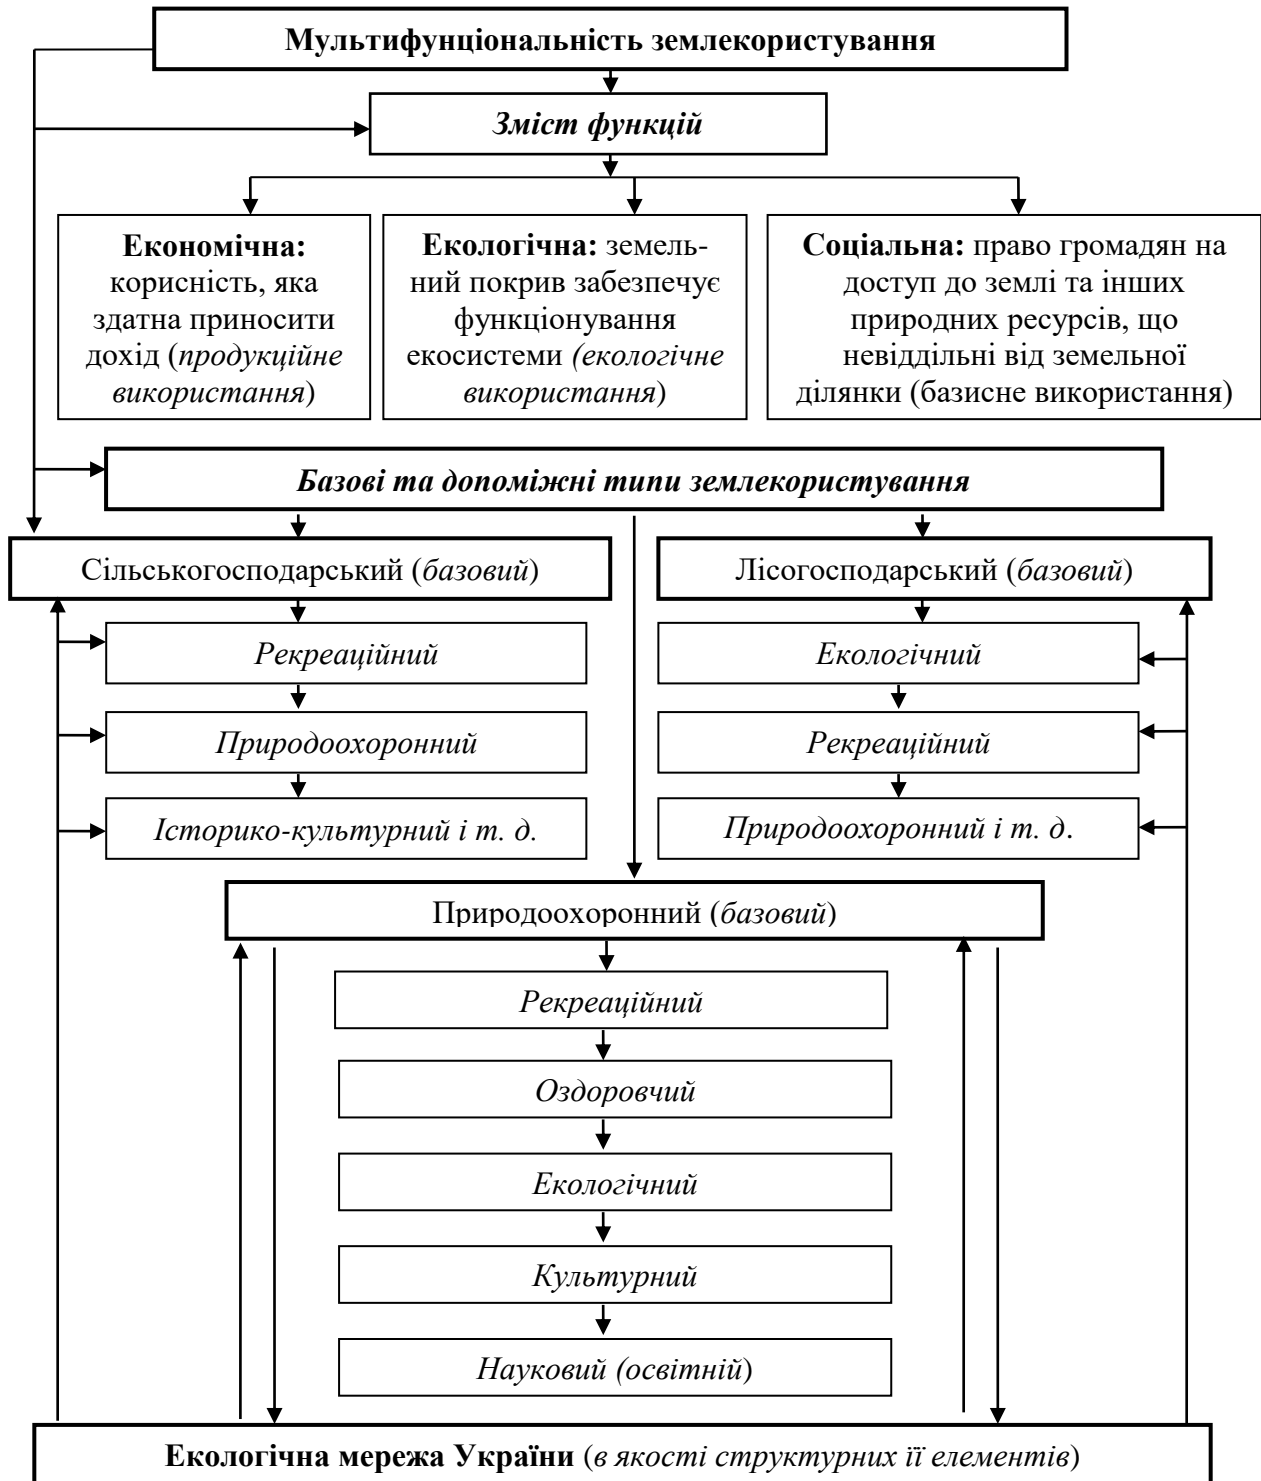 Мультифунціональність землекористування
Зміст функцій
Економічна:
корисність, яка
здатна приносити
дохід (продукційне
використання)
Екологічна: земель-
ний покрив забезпечує
функціонування
екосистеми (екологічне
використання)
Соціальна: право громадян на
доступ до землі та інших
природних ресурсів, що
невіддільні від земельної
ділянки (базисне використання)
Базові та допоміжні типи землекористування
Сільськогосподарський (базовий)
Рекреаційний
Природоохоронний
Історико-культурний і т. д.
Лісогосподарський (базовий)
Екологічний
Рекреаційний
Природоохоронний і т. д.
Природоохоронний (базовий)
Рекреаційний
Оздоровчий
Екологічний
Культурний
Науковий (освітній)
Екологічна мережа України (в якості структурних її елементів)